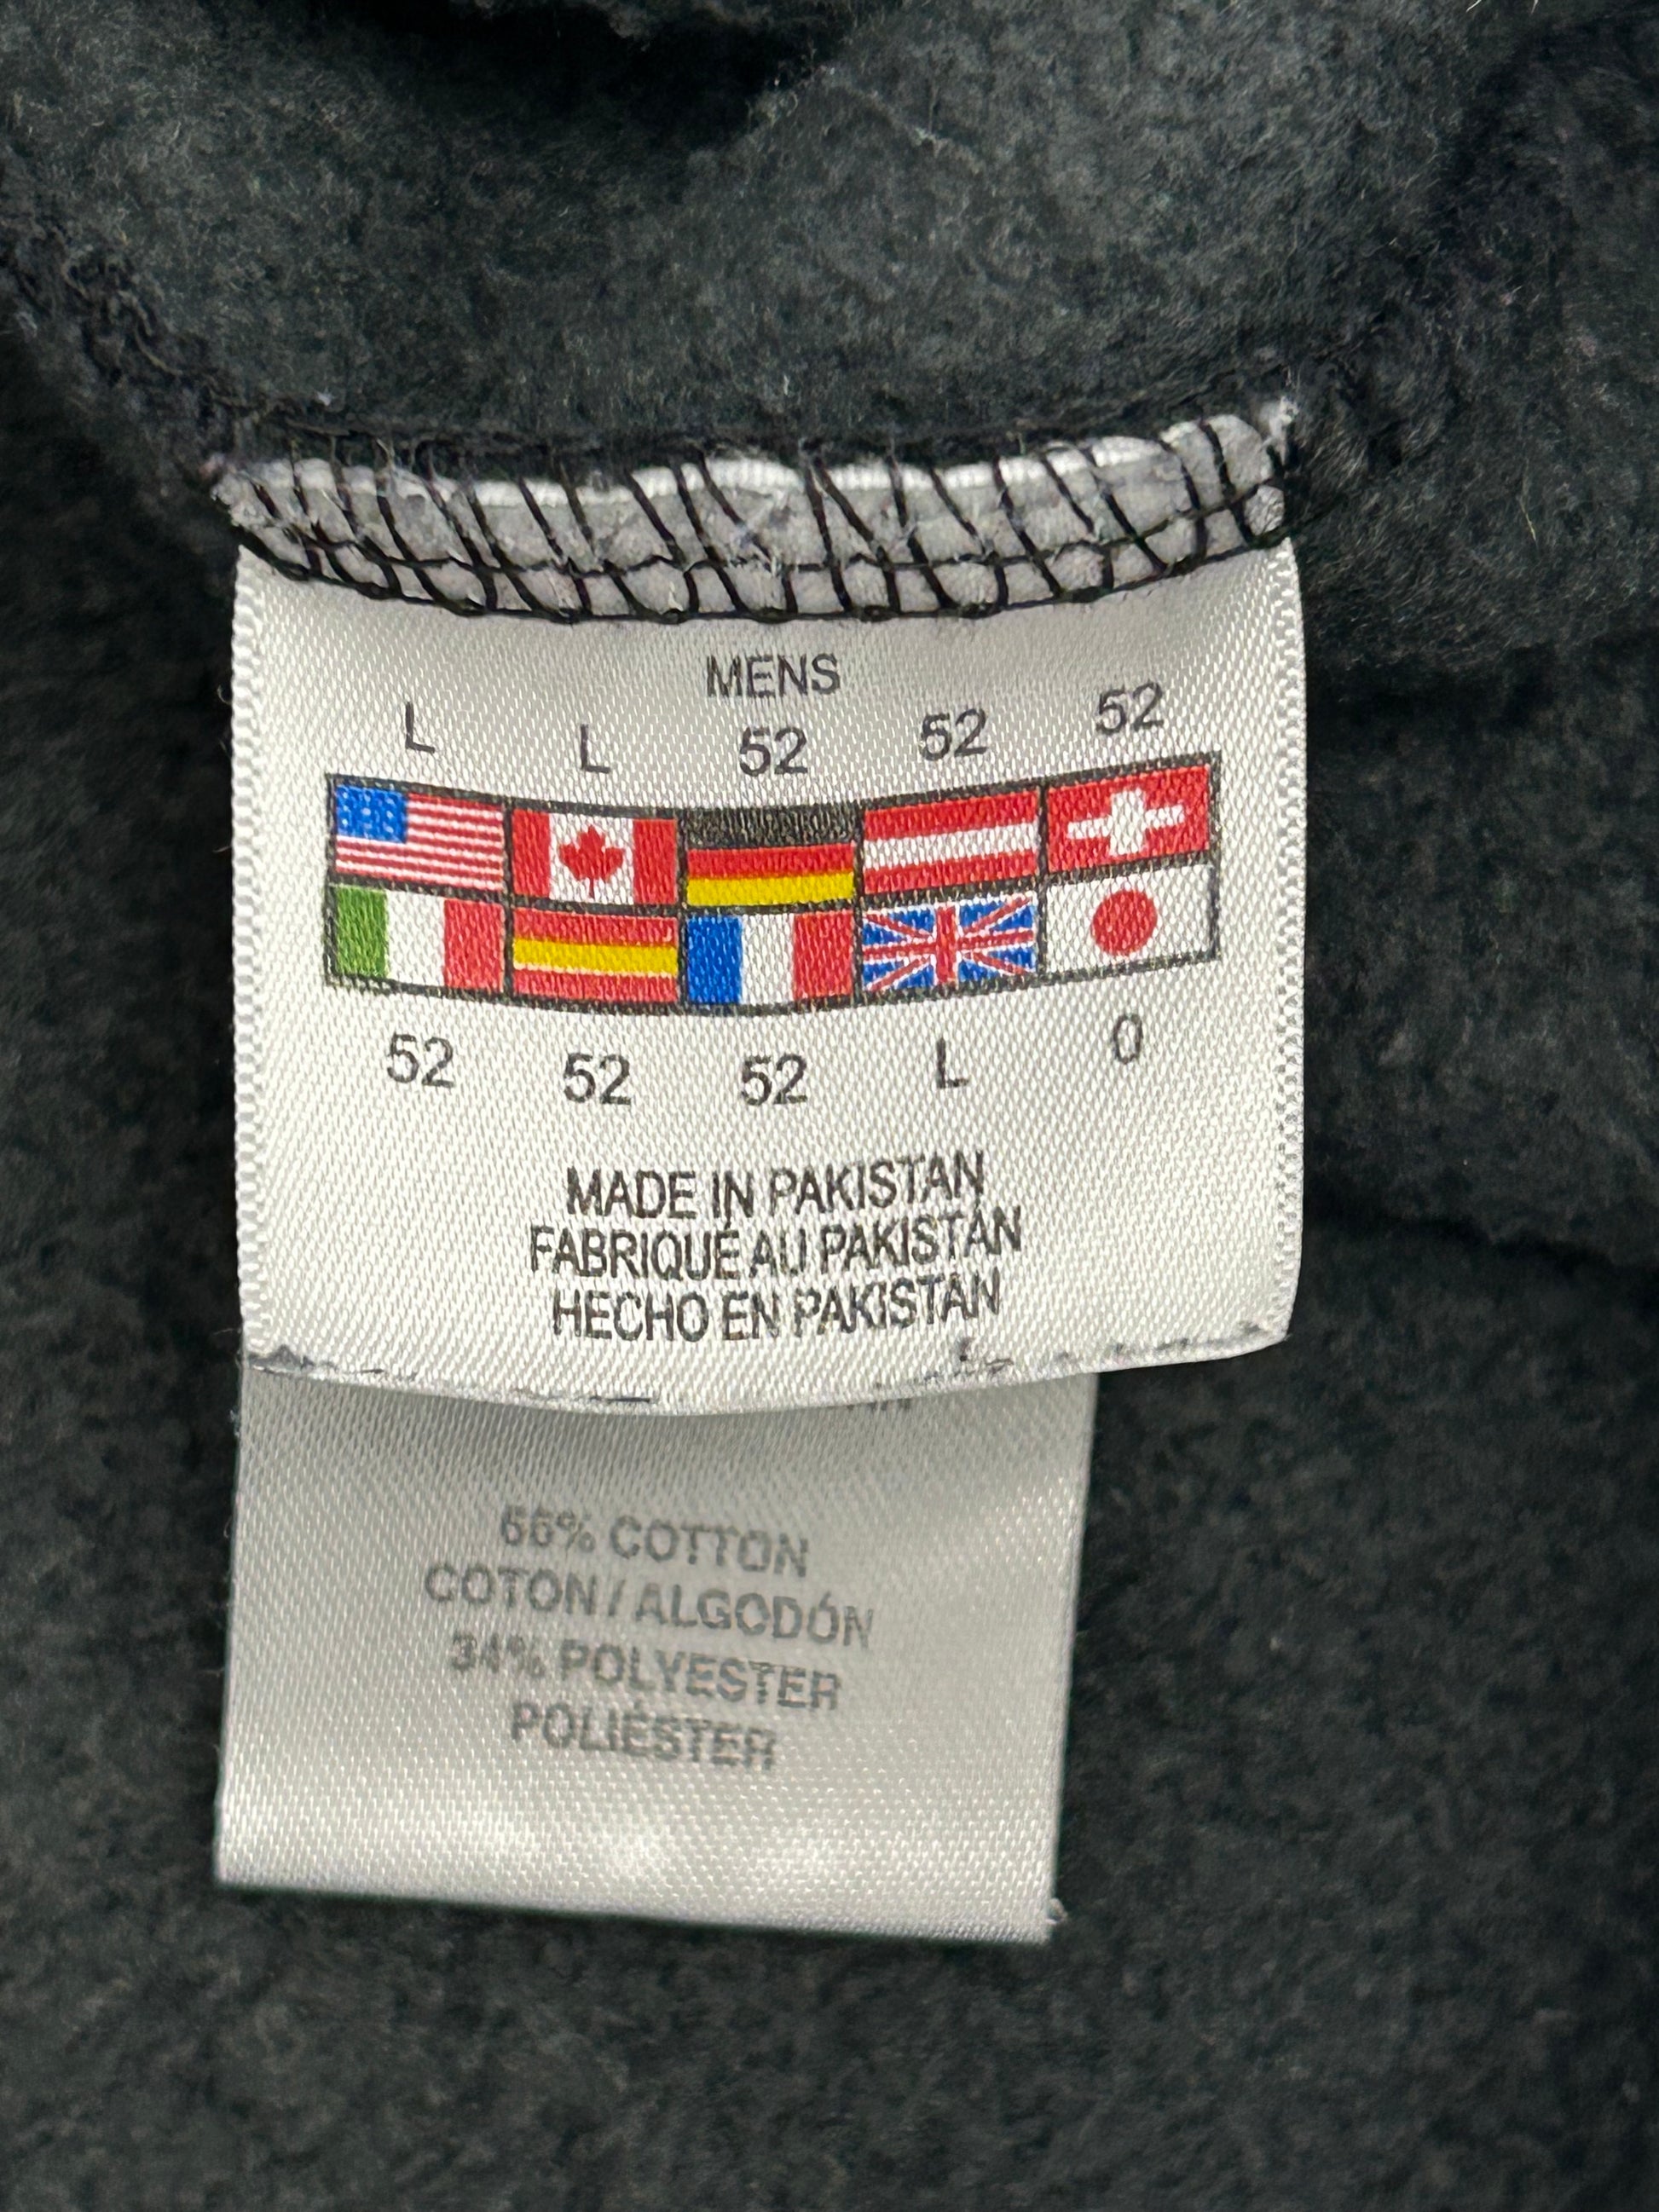 MENS
L L 52 52 52
52 52 52 L O
MADE IN PAKISTAN
FABRIQUÉ AU PAKISTAN
HECHO EN PAKISTAN
66% COTTON
COTON / ALGODÓN
34% POLYESTER
POLIÉSTER